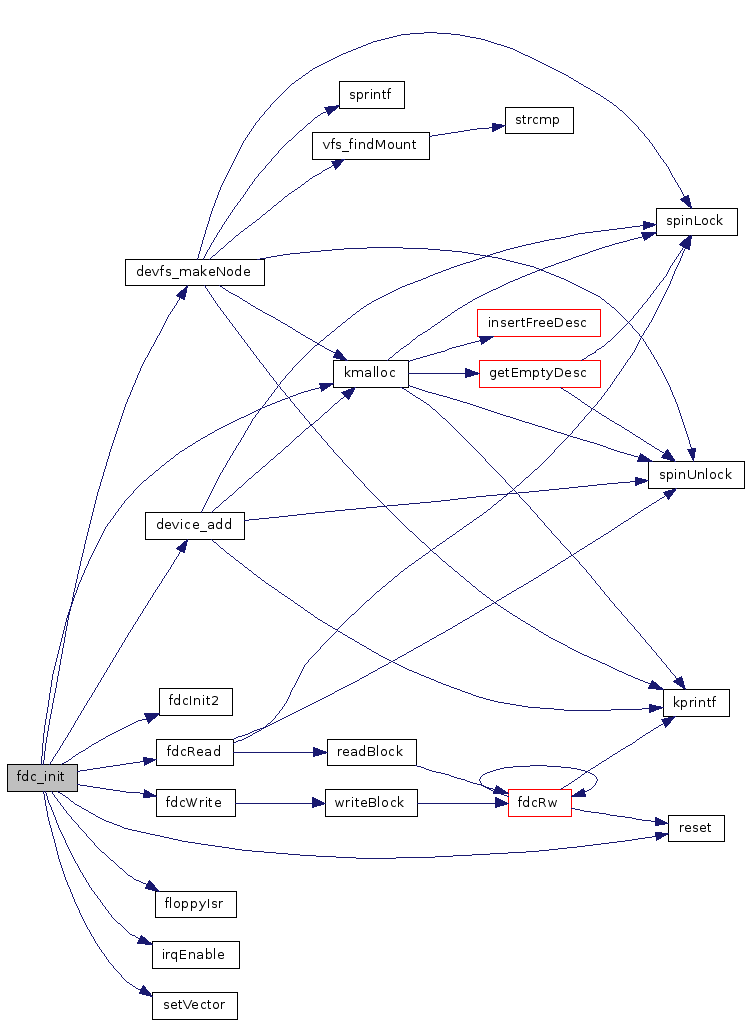 sprintf
strcmp
vfs_findMount
spinLock
devfs_makeNode
insertFreeDesc
kmalloc
getEmptyDesc
spinUnlock
device_add
fdcInit2
kprintf
fdcRead
readBlock
fdc_init
fdcWrite
writeBlock
fdcRw
reset
floppyIsr
irqEnable
setVector